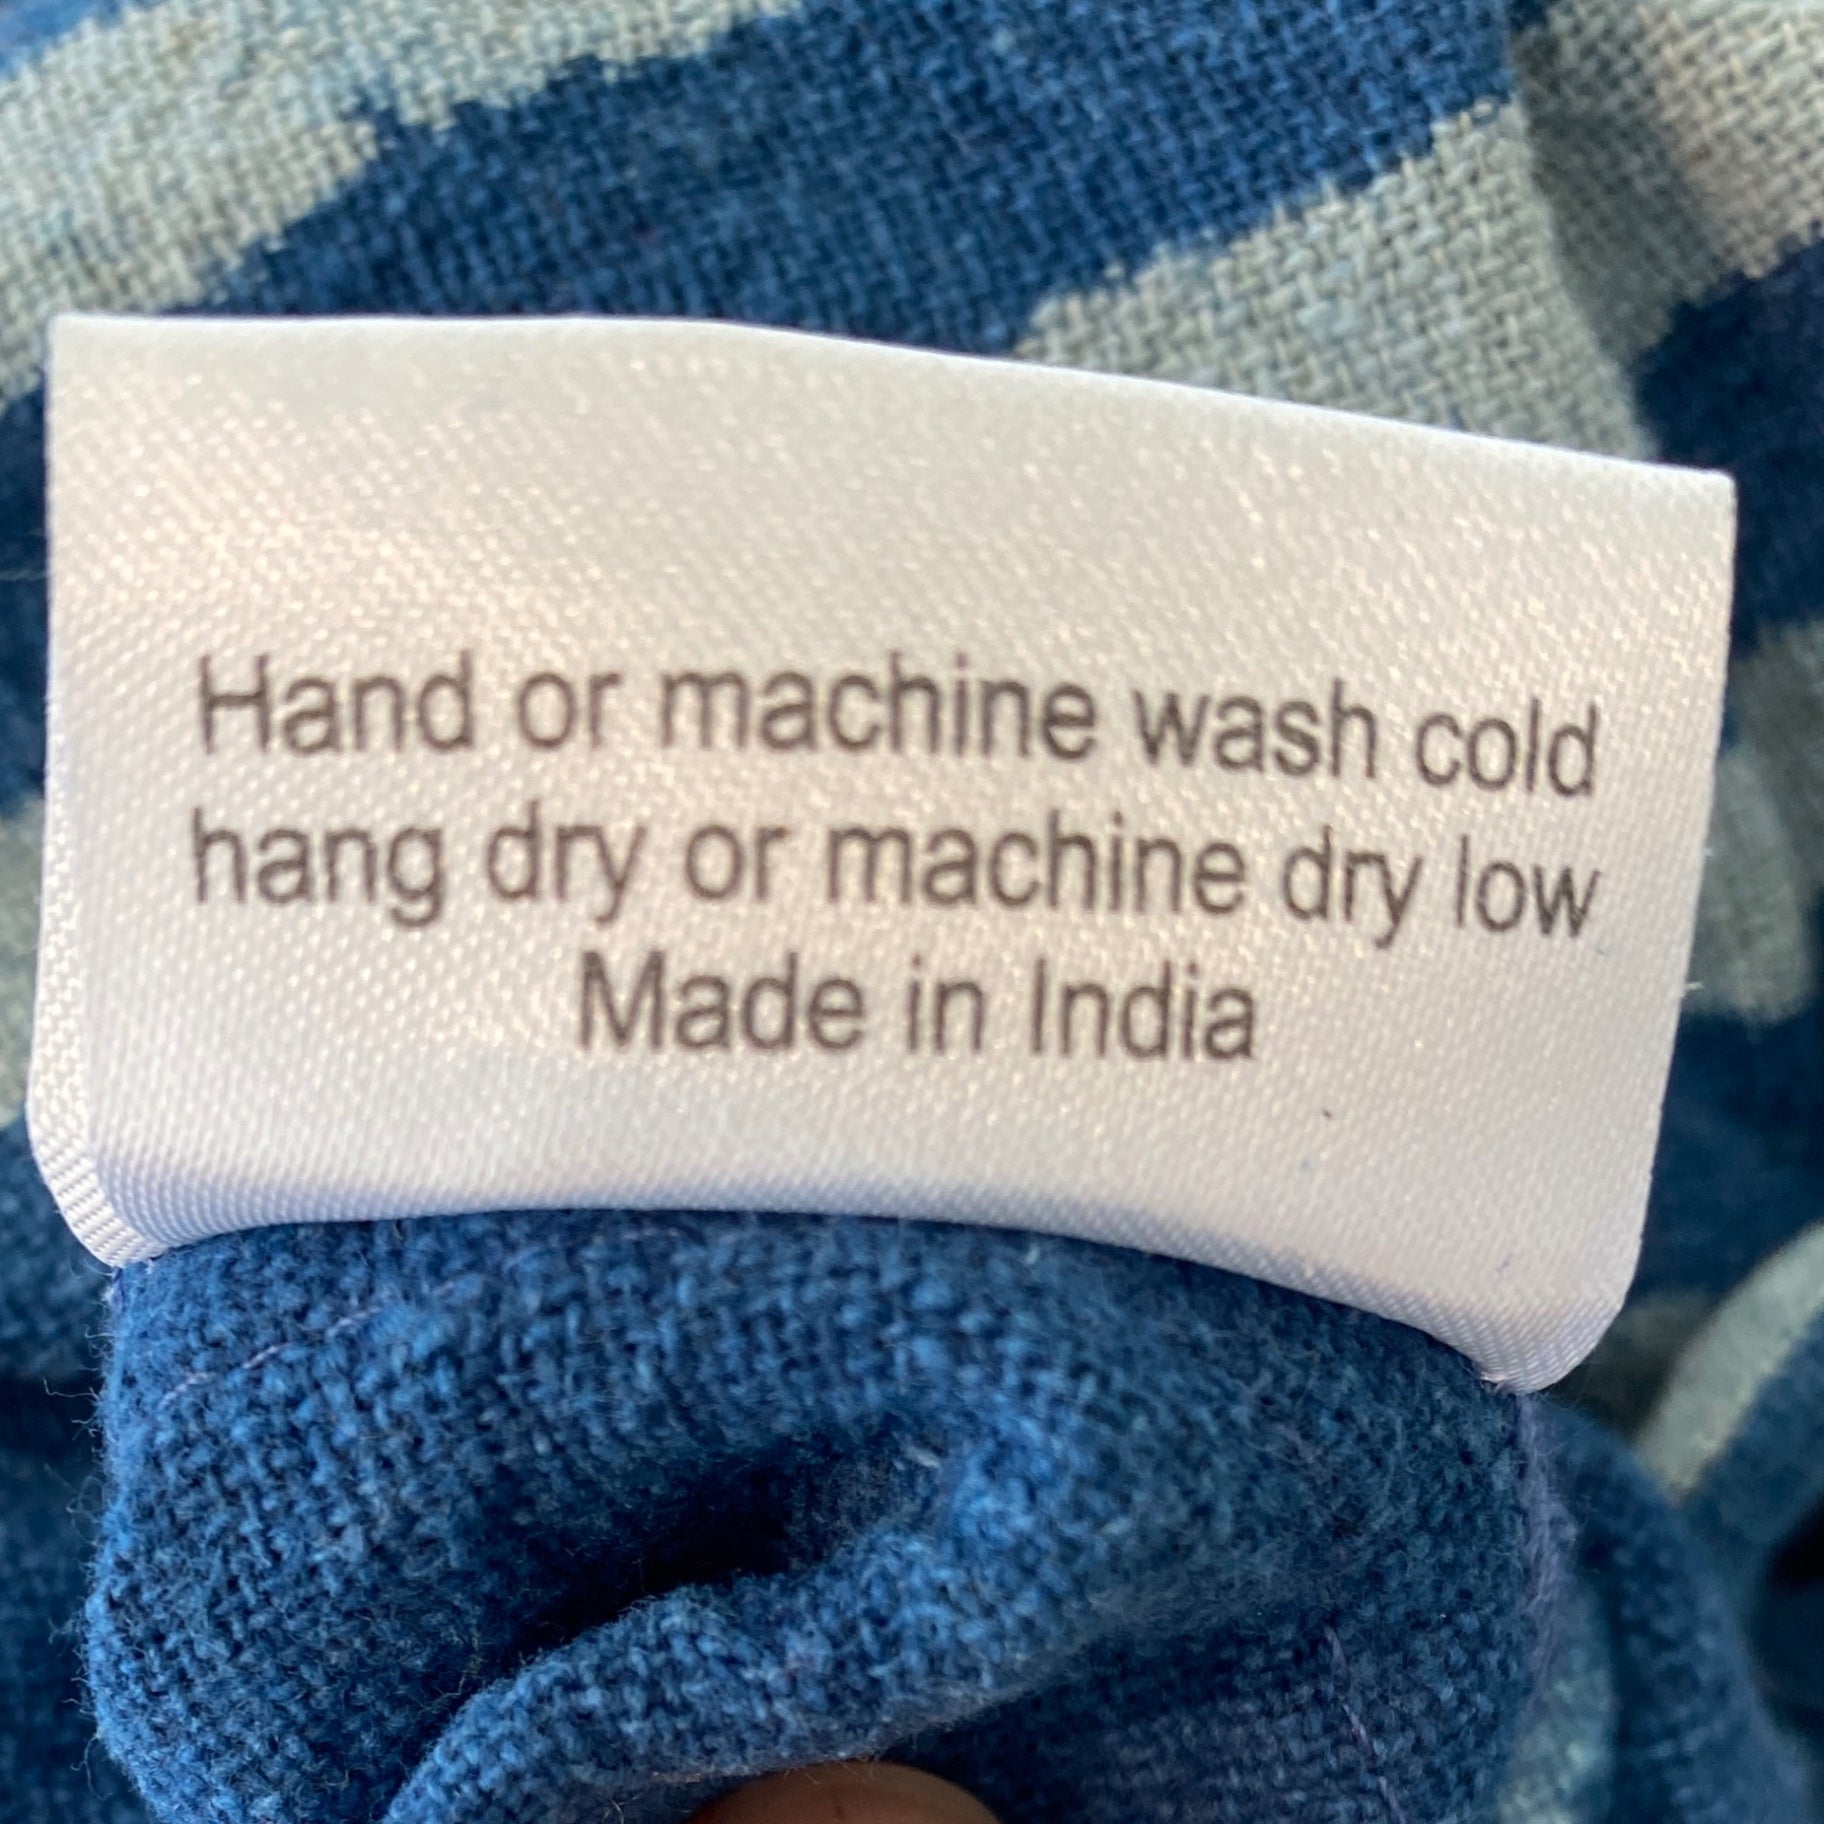 Hand or machine wash cold
hang dry or machine dry low
Made in India